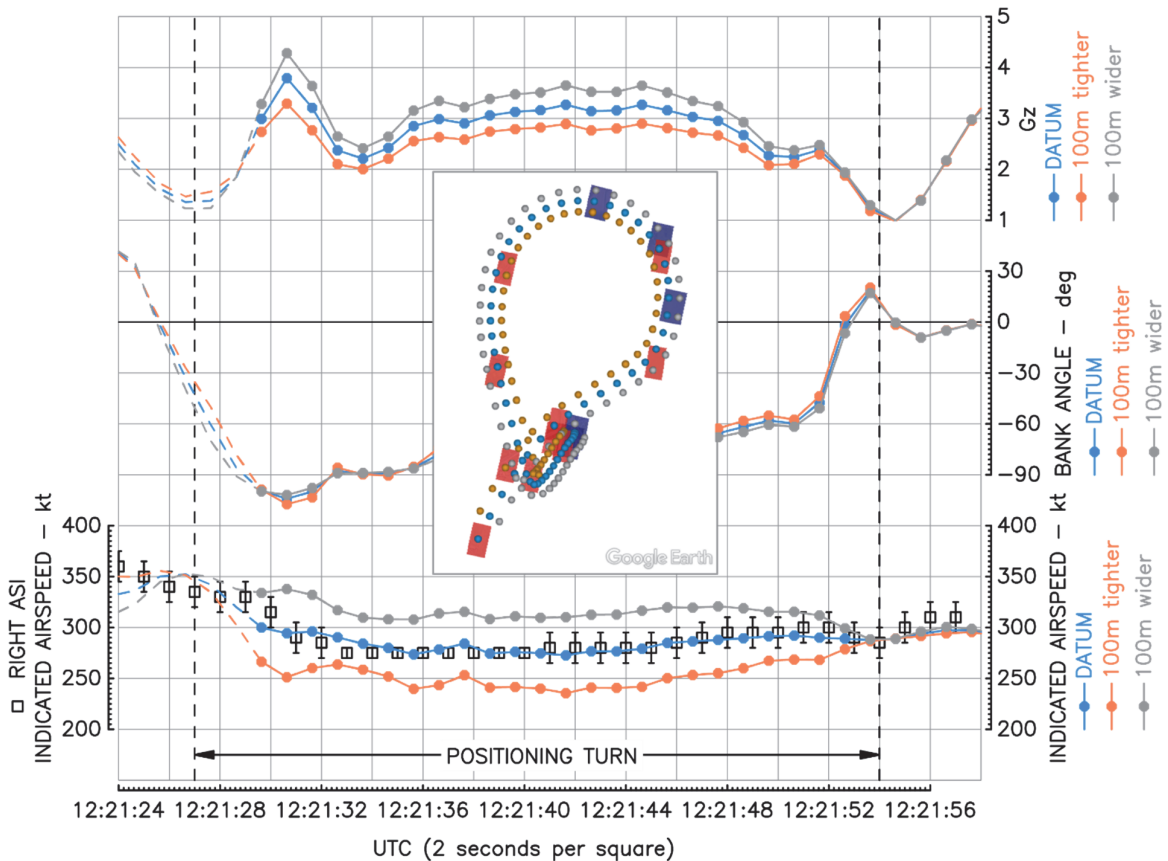 5
4
3
2
1
Gz
DATUM
100m tighter
100m wider
30
0
−30
−60
−90
BANK ANGLE – deg
DATUM
100m tighter
100m wider
Google Earth
400
350
300
250
200
RIGHT ASI
INDICATED AIRSPEED – kt
400
350
300
250
200
INDICATED AIRSPEED – kt
DATUM
100m tighter
100m wider
POSITIONING TURN
12:21:24 12:21:28 12:21:32 12:21:36 12:21:40 12:21:44 12:21:48 12:21:52 12:21:56
UTC (2 seconds per square)